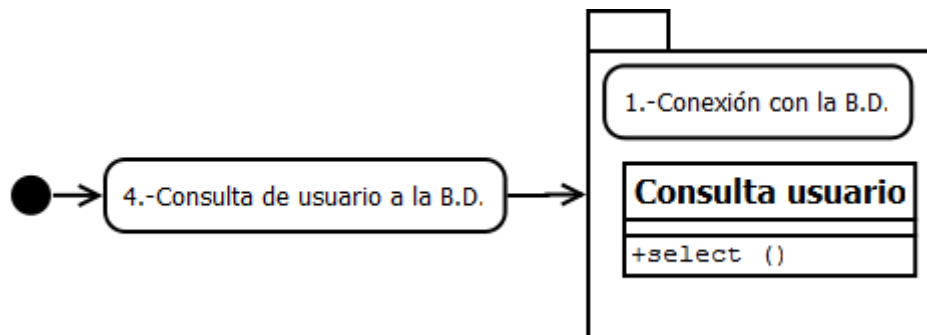 1.-Conexión con la B.D.
4.-Consulta de usuario a la B.D.
Consulta usuario
+select ()